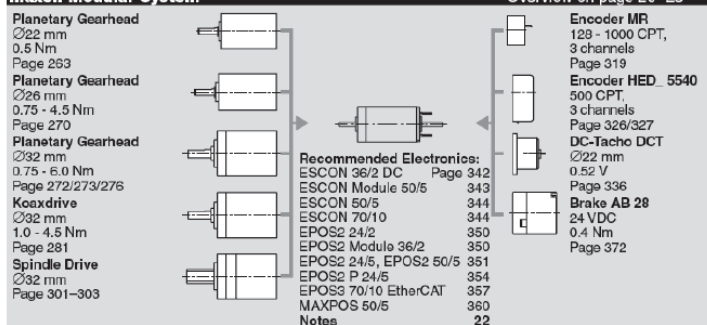 maxon Modular System
Overview on page 20–25
Planetary Gearhead
Ø22 mm
0.5 Nm
Page 263
Planetary Gearhead
Ø26 mm
0.75 - 4.5 Nm
Page 270
Planetary Gearhead
Ø32 mm
0.75 - 6.0 Nm
Page 272/273/276
Koaxdrive
Ø32 mm
1.0 - 4.5 Nm
Page 281
Spindle Drive
Ø32 mm
Page 301–303
Recommended Electronics:
ESCON 36/2 DC Page 342
ESCON Module 50/5 343
ESCON 50/5 344
ESCON 70/10 344
EPOS2 24/2 350
EPOS2 Module 36/2 350
EPOS2 24/5, EPOS2 50/5 351
EPOS2 P 24/5 354
EPOS3 70/10 EtherCAT 357
MAXPOS 50/5 360
Notes 22
Encoder MR
128 - 1000 CPT,
3 channels
Page 319
Encoder HED_ 5540
500 CPT,
3 channels
Page 326/327
DC-Tacho DCT
Ø22 mm
0.52 V
Page 336
Brake AB 28
24 VDC
0.4 Nm
Page 372